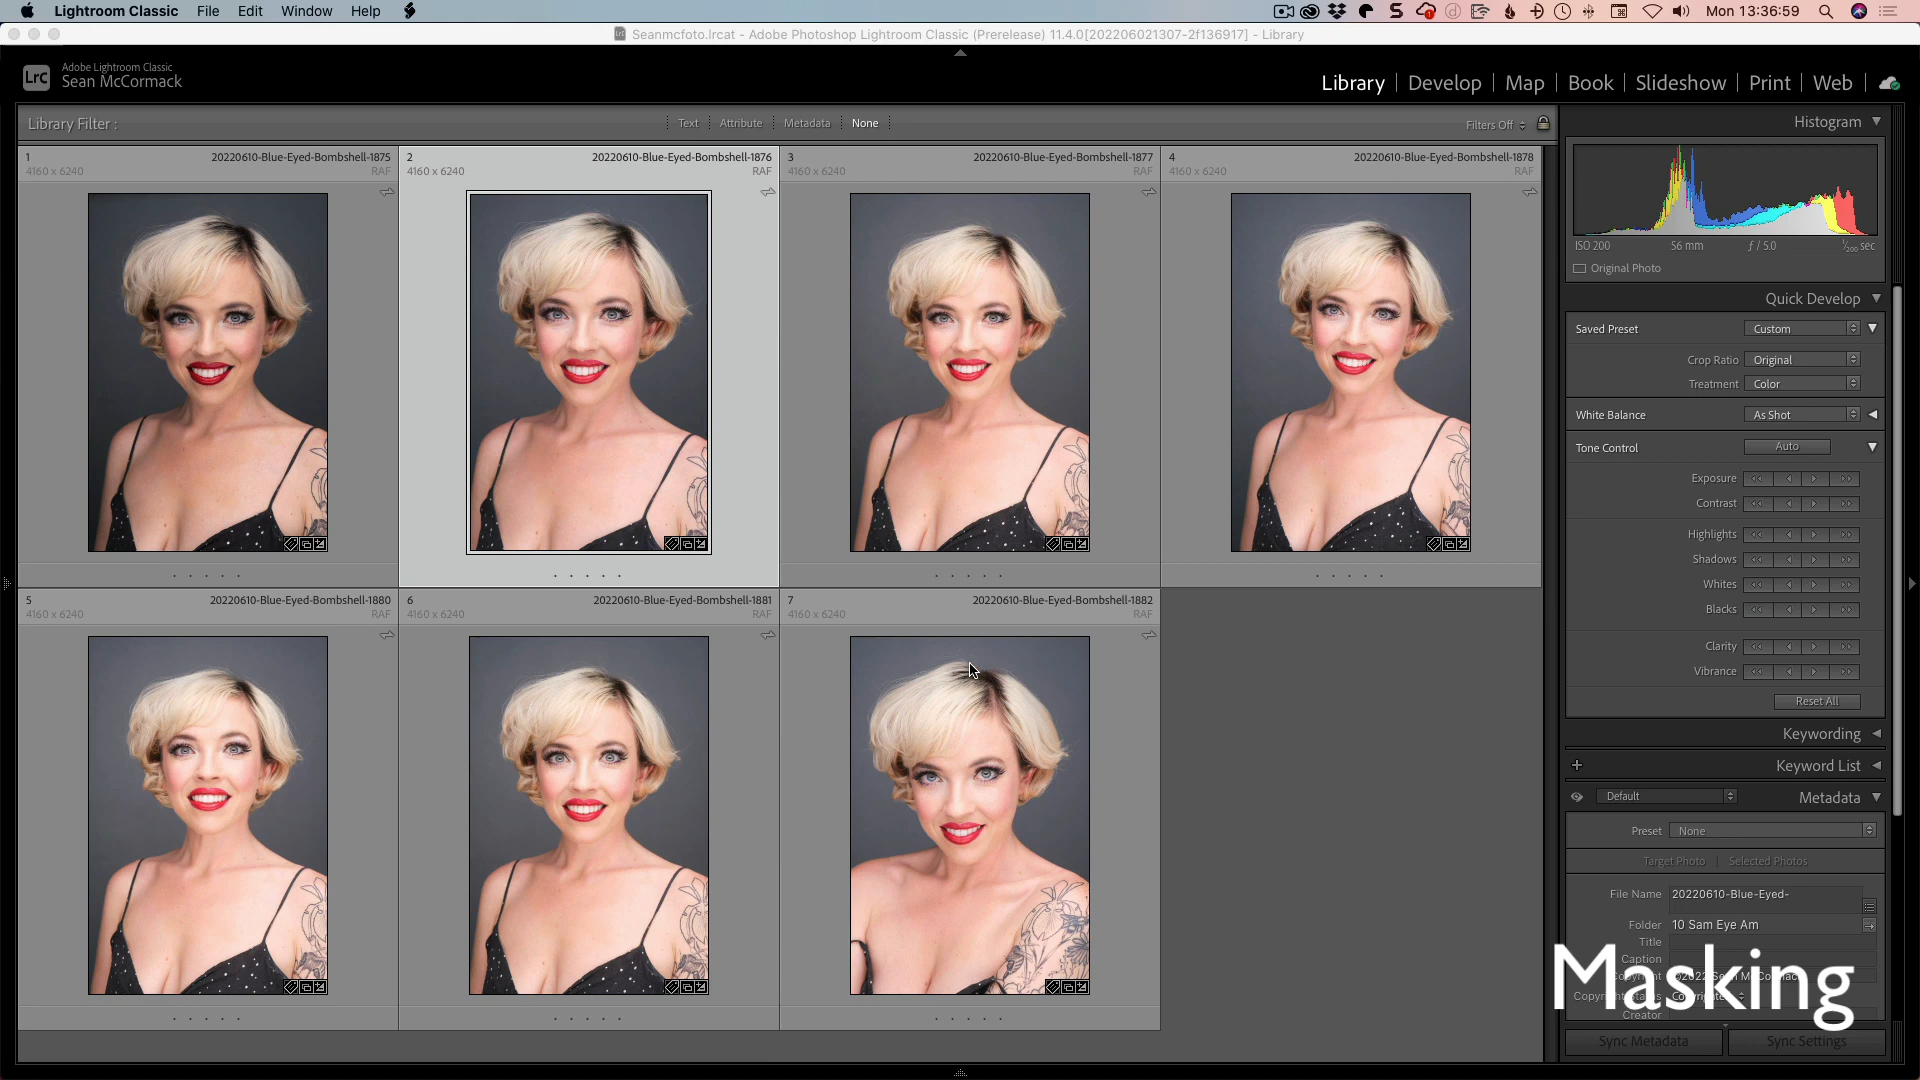 Lightroom Classic File Edit Window Help
Mon 13:36:59
Seanmcfoto.lrcat - Adobe Photoshop Lightroom Classic (Prerelease) 11.4.0[202206021307-2f136917] - Library
Lrc
Adobe Lightroom Classic
Sean McCormack
Library | Develop | Map | Book | Slideshow | Print | Web
Library Filter :
Text Attribute Metadata None
Filters Off
1 20220610-Blue-Eyed-Bombshell-1875
4160 x 6240 RAF
2 20220610-Blue-Eyed-Bombshell-1876
4160 x 6240 RAF
3 20220610-Blue-Eyed-Bombshell-1877
4160 x 6240 RAF
4 20220610-Blue-Eyed-Bombshell-1878
4160 x 6240 RAF
5 20220610-Blue-Eyed-Bombshell-1880
4160 x 6240 RAF
6 20220610-Blue-Eyed-Bombshell-1881
4160 x 6240 RAF
7 20220610-Blue-Eyed-Bombshell-1882
4160 x 6240 RAF
Histogram
ISO 200 56 mm f / 5.0 1/200 sec
Original Photo
Quick Develop
Saved Preset Custom
Crop Ratio Original
Treatment Color
White Balance As Shot
Tone Control Auto
Exposure
Contrast
Highlights
Shadows
Whites
Blacks
Clarity
Vibrance
Reset All
Keywording
+ Keyword List
Default Metadata
Preset None
Target Photo | Selected Photos
File Name 20220610-Blue-Eyed-
Folder 10 Sam Eye Am
Title
Caption
Creator
Masking
Sync Metadata Sync Settings